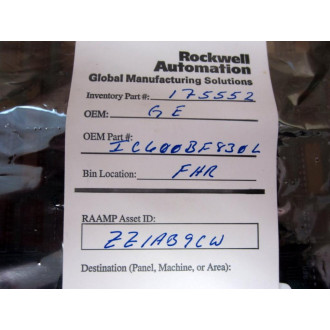 Rockwell
Automation
Global Manufacturing Solutions
Inventory Part #: 175552
OEM: GE
OEM Part #:
IC600BF830L
Bin Location: FHR
RAAMP Asset ID:
ZZ1AB9CW
Destination (Panel, Machine, or Area):